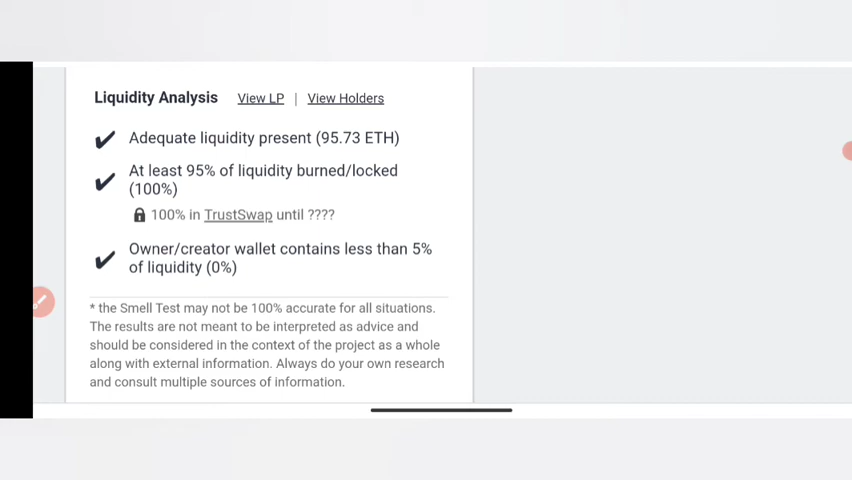 Liquidity Analysis View LP | View Holders
✔ Adequate liquidity present (95.73 ETH)
✔ At least 95% of liquidity burned/locked
(100%)
100% in TrustSwap until ????
✔ Owner/creator wallet contains less than 5%
of liquidity (0%)
* the Smell Test may not be 100% accurate for all situations.
The results are not meant to be interpreted as advice and
should be considered in the context of the project as a whole
along with external information. Always do your own research
and consult multiple sources of information.